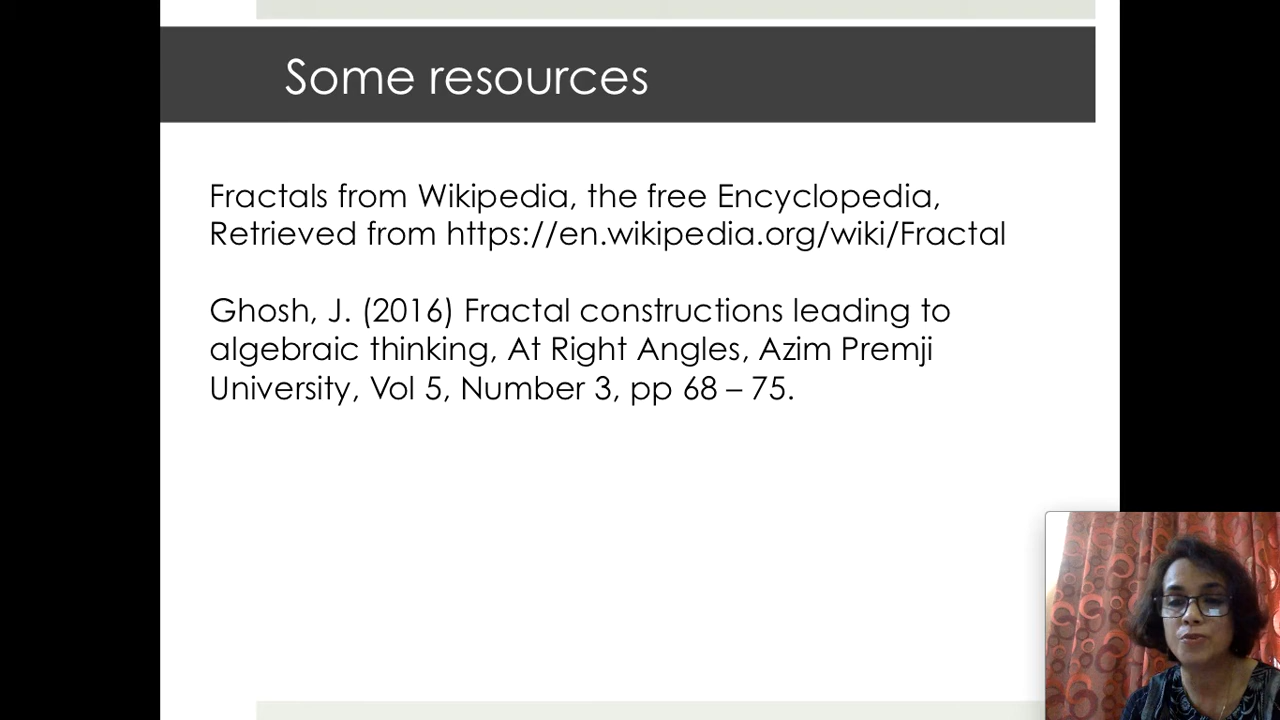 Some resources
Fractals from Wikipedia, the free Encyclopedia,
Retrieved from https://en.wikipedia.org/wiki/Fractal
Ghosh, J. (2016) Fractal constructions leading to
algebraic thinking, At Right Angles, Azim Premji
University, Vol 5, Number 3, pp 68 – 75.